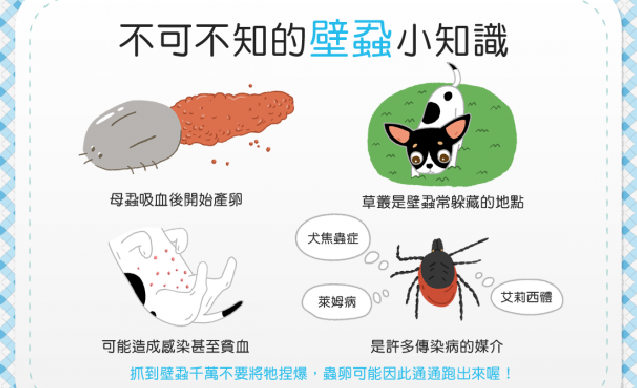 不可不知的壁蝨小知識
母蝨吸血後開始產卵
草叢是壁蝨常躲藏的地點
犬焦蟲症
萊姆病
艾莉西體
可能造成感染甚至貧血
是許多傳染病的媒介
抓到壁蝨千萬不要將牠捏爆，蟲卵可能因此通通跑出來喔！